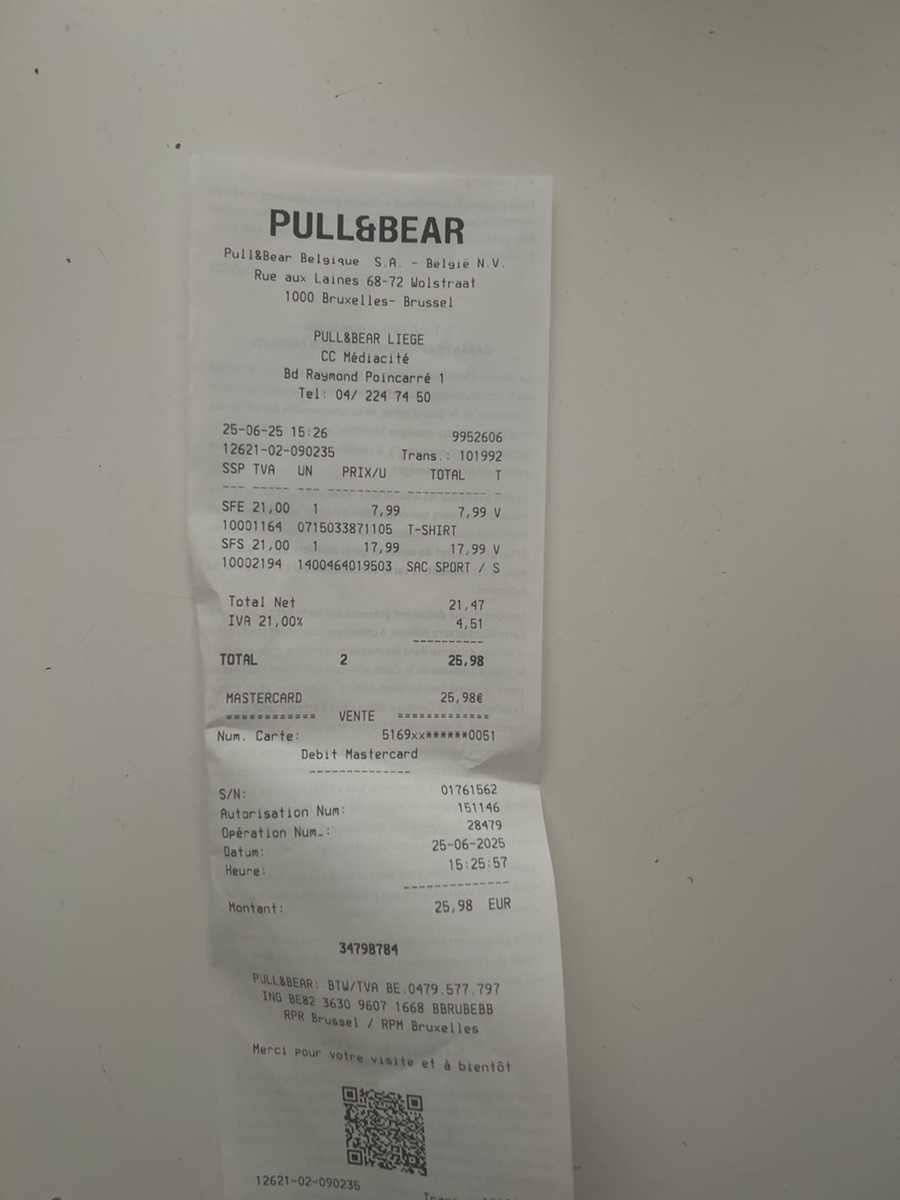 PULL&BEAR
Pull&Bear Belgique S.A. - België N.V.
Rue aux Laines 68-72 Wolstraat
1000 Bruxelles- Brussel
PULL&BEAR LIEGE
CC Médiacité
Bd Raymond Poincarré 1
Tel: 04/ 224 74 50
25-06-25 15:26 9952606
12621-02-090235 Trans.: 101992
SSP TVA UN PRIX/U TOTAL T
--- --- --- ---------- ----------- -
SFE 21,00 1 7,99 7,99 V
10001164 0715033871105 T-SHIRT
SFS 21,00 1 17,99 17,99 V
10002194 1400464019503 SAC SPORT / S
Total Net 21,47
IVA 21,00% 4,51
----------
TOTAL 2 25,98
MASTERCARD 25,98€
============ VENTE ============
Num. Carte: 5169xx******0051
Debit Mastercard
-------------
S/N: 01761562
Autorisation Num: 151146
Opération Num.: 28479
Datum: 25-06-2025
Heure: 15:25:57
-------------
Montant: 25,98 EUR
34798784
PULL&BEAR: BTW/TVA BE.0479.577.797
ING BE82 3630 9607 1668 BBRUBEBB
RPR Brussel / RPM Bruxelles
Merci pour votre visite et à bientôt
12621-02-090235